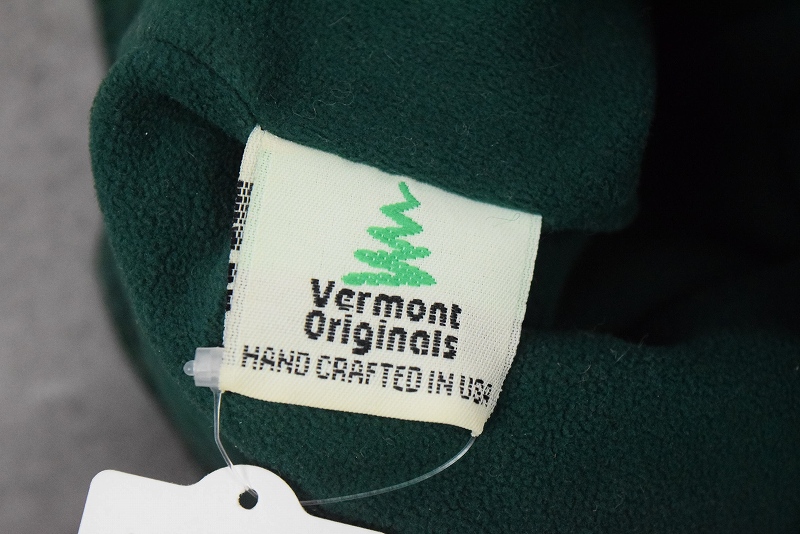 Vermont
Originals
HAND CRAFTED IN USA